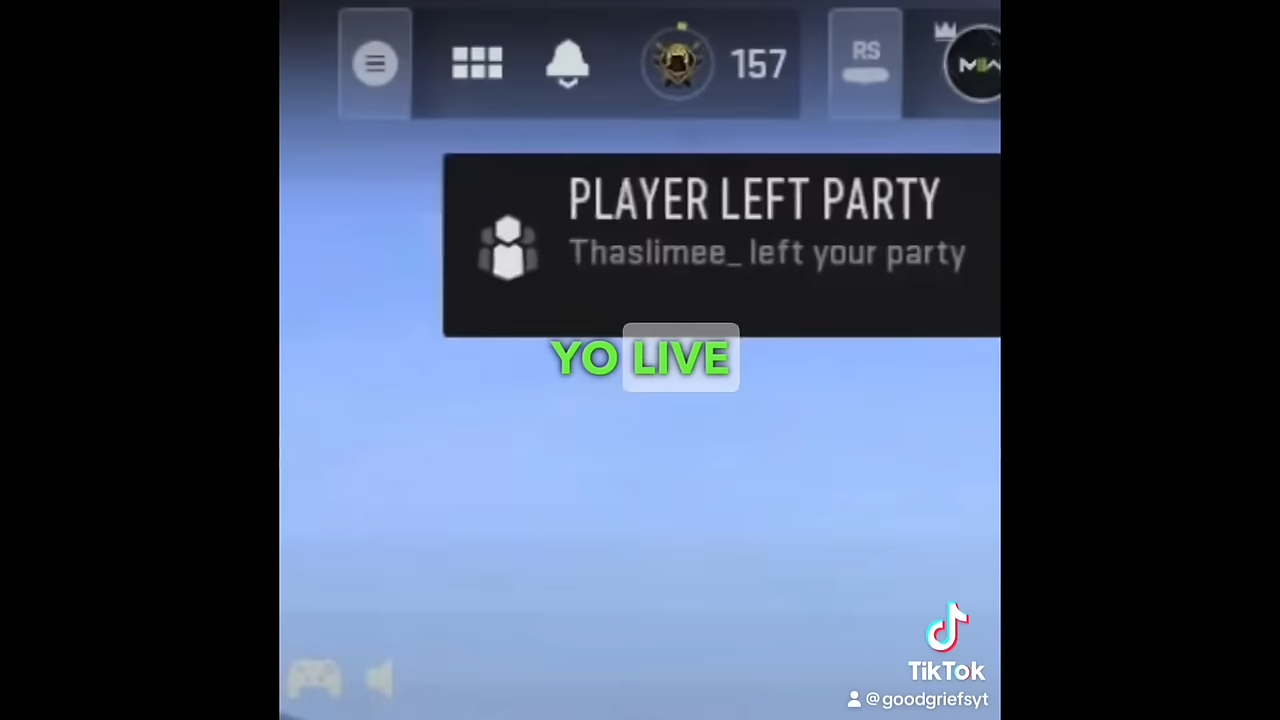 157
RS
PLAYER LEFT PARTY
Thaslimee_ left your party
YO LIVE
TikTok
@goodgriefsyt